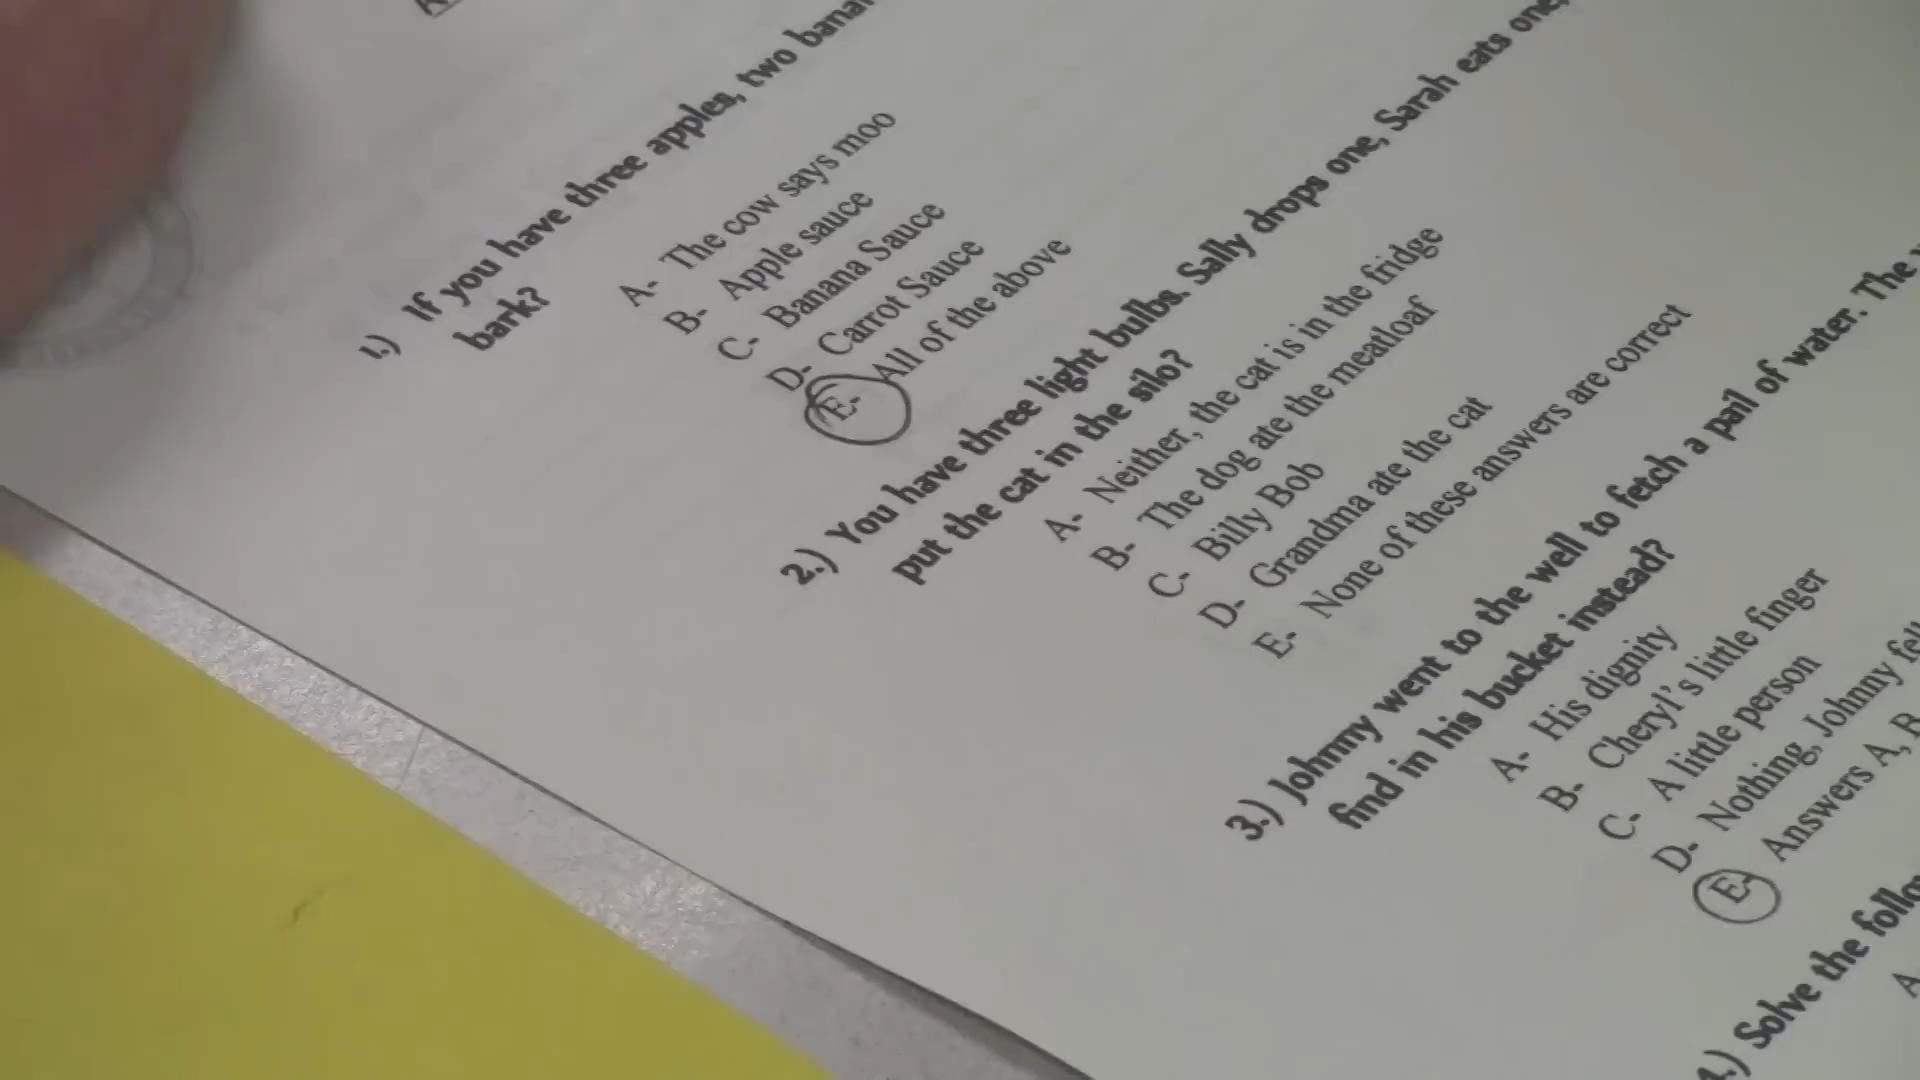 1.) If you have three apples, two
bark?
A- The cow says moo
B- Apple sauce
C- Banana Sauce
D- Carrot Sauce
E- All of the above
2.) You have three light bulbs. Sally drops one, Sarah eats one,
put the cat in the silo?
A- Neither, the cat is in the fridge
B- The dog ate the meatloaf
C- Billy Bob
D- Grandma ate the cat
E- None of these answers are correct
3.) Johnny went to the well to fetch a pail of water. The
find in his bucket instead?
A- His dignity
B- Cheryl's little finger
C- A little person
D- Nothing, Johnny
E- Answers A, B
4.) Solve the
A